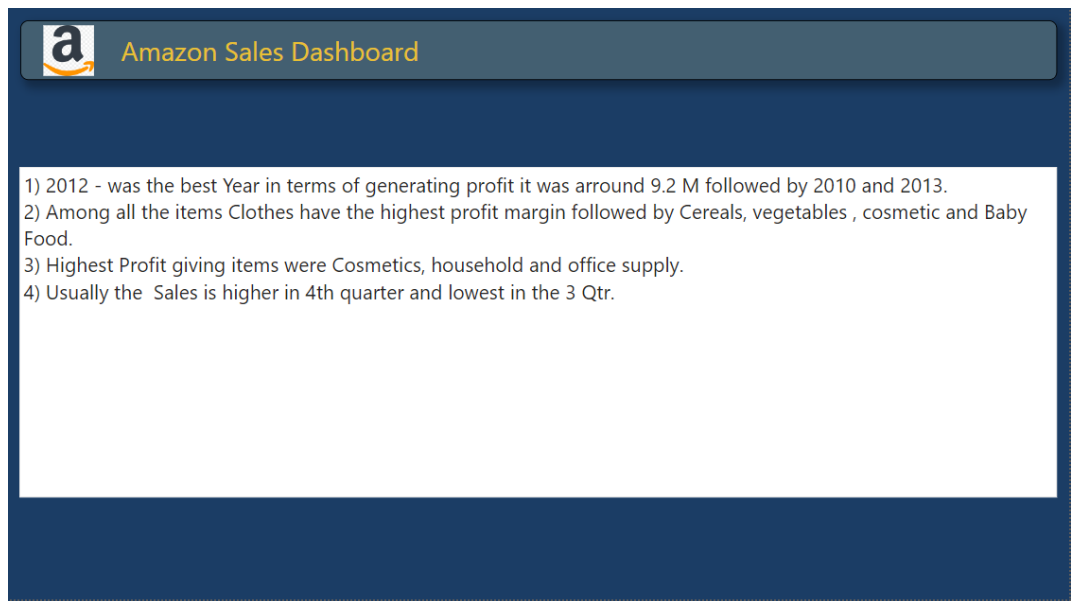 a
Amazon Sales Dashboard
1) 2012 - was the best Year in terms of generating profit it was arround 9.2 M followed by 2010 and 2013.
2) Among all the items Clothes have the highest profit margin followed by Cereals, vegetables , cosmetic and Baby
Food.
3) Highest Profit giving items were Cosmetics, household and office supply.
4) Usually the  Sales is higher in 4th quarter and lowest in the 3 Qtr.